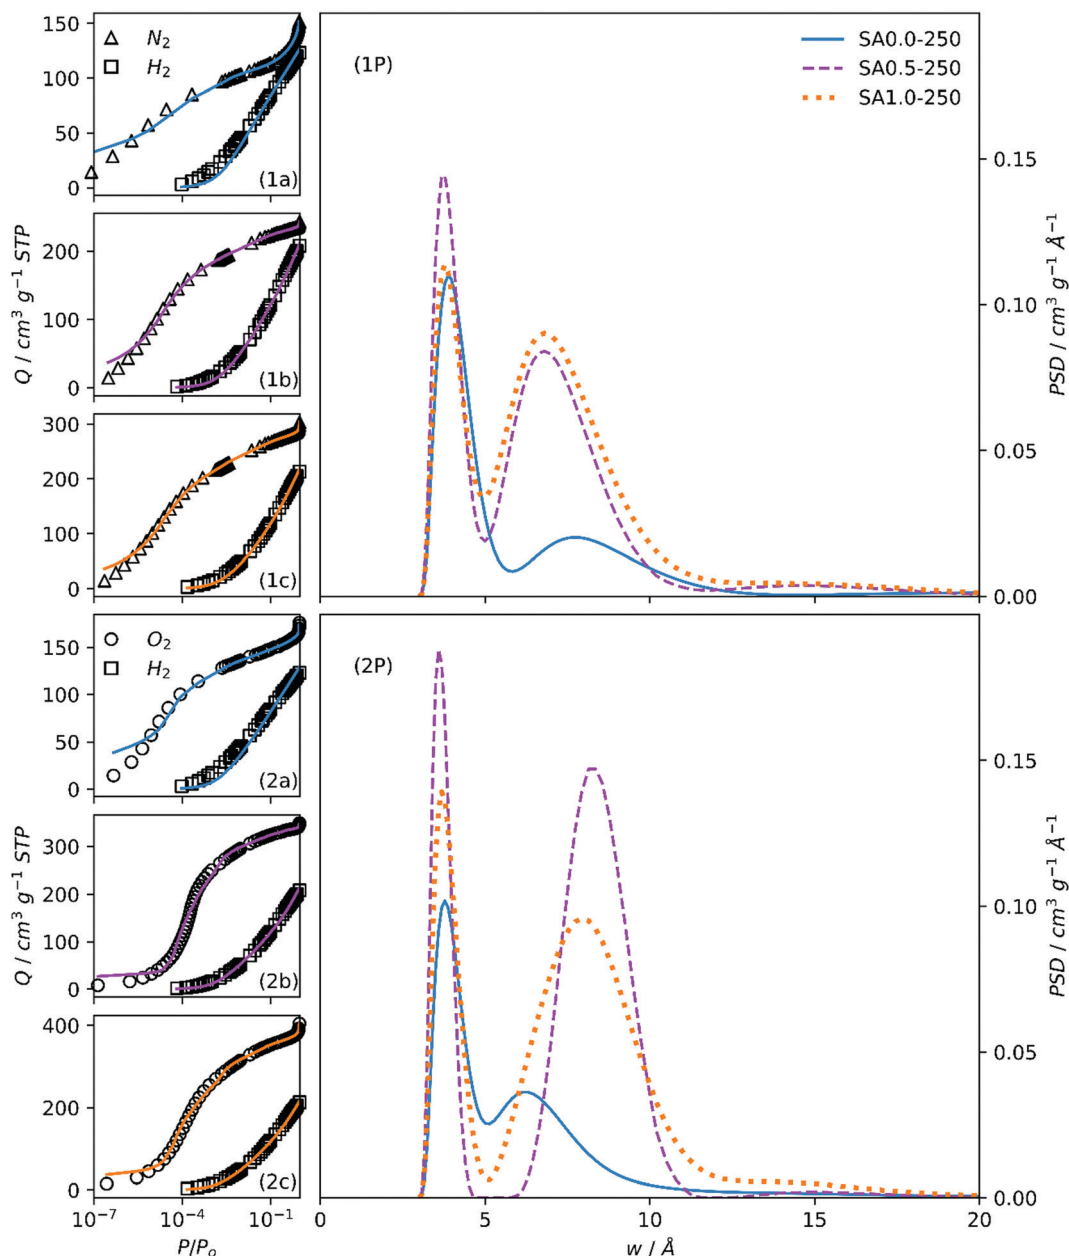 150
100
50
0
N₂
H₂
(1a)
200
100
0
(1b)
300
200
100
0
(1c)
Q / cm³ g⁻¹ STP
(1P)
SA0.0-250
SA0.5-250
SA1.0-250
0.15
0.10
0.05
0.00
PSD / cm³ g⁻¹ Å⁻¹
5
10
15
20
150
100
50
0
O₂
H₂
(2a)
300
200
100
0
(2b)
400
200
0
(2c)
Q / cm³ g⁻¹ STP
10⁻⁷
10⁻⁴
10⁻¹
P/Pₒ
(2P)
0.15
0.10
0.05
0.00
PSD / cm³ g⁻¹ Å⁻¹
0
5
10
15
20
w / Å